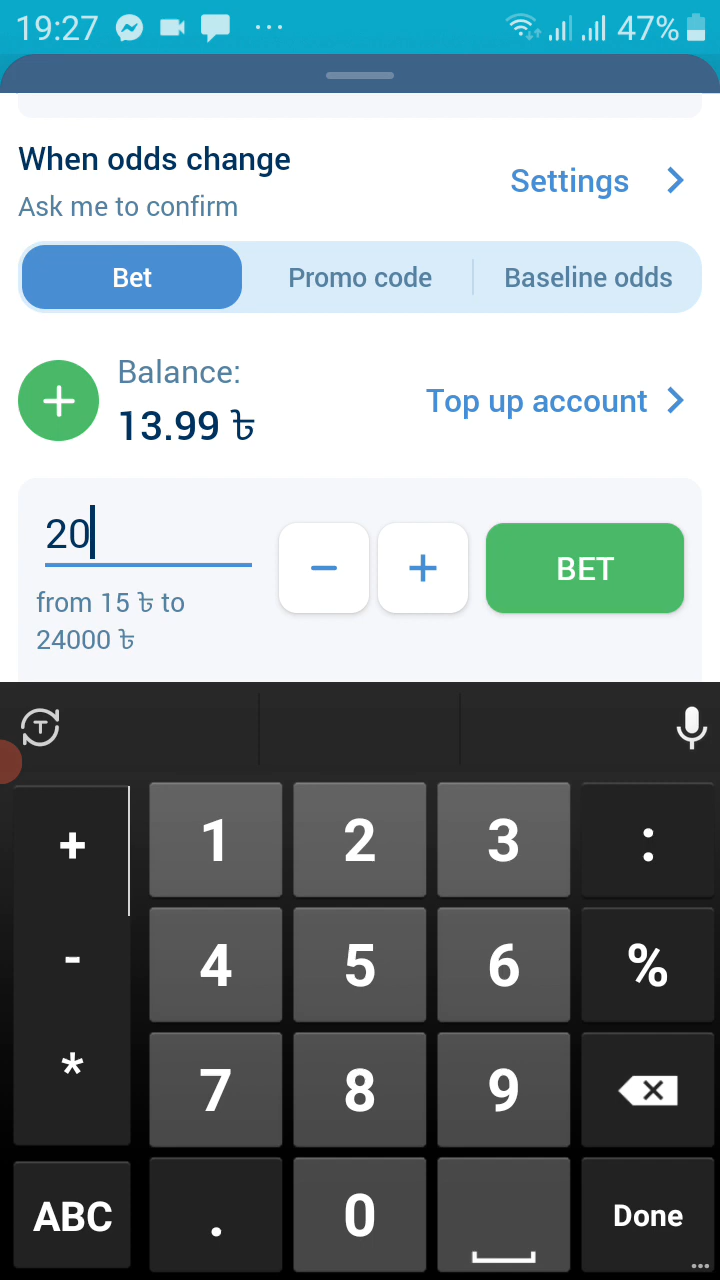 19:27 ... 47%
When odds change
Ask me to confirm
Settings
Bet Promo code Baseline odds
Balance:
13.99 ৳
Top up account
20
− + BET
from 15 ৳ to
24000 ৳
T
+ 1 2 3 :
- 4 5 6 %
* 7 8 9
ABC . 0 Done